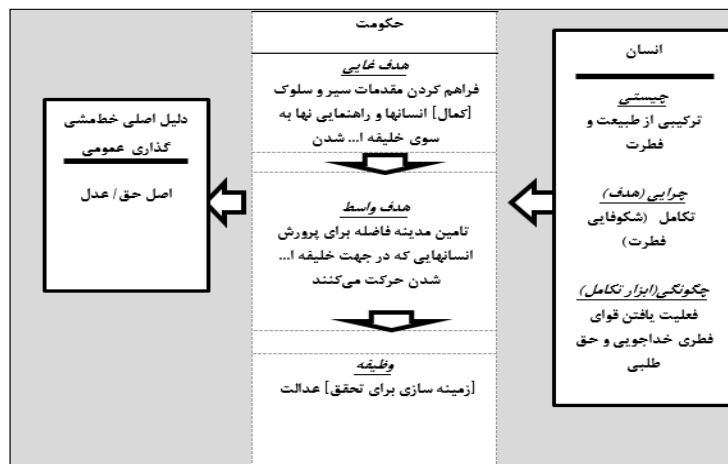 انسان
چیستی
ترکیبی از طبیعت و
فطرت
چرایی (هدف)
تکامل (شکوفایی
فطرت)
چگونگی(ابزار تکامل)
فعلیت یافتن قوای
فطری خداجویی و حق
طلبی
حکومت
هدف غایی
فراهم کردن مقدمات سیر و سلوک
[کمال] انسانها و راهنمایی نها به
سوی خلیفه ا... شدن
هدف واسط
تامین مدینه فاضله برای پرورش
انسانهایی که در جهت خلیفه ا...
شدن حرکت می‌کنند
وظیفه
[زمینه سازی برای تحقق] عدالت
دلیل اصلی خط‌مشی
گذاری عمومی
اصل حق/ عدل